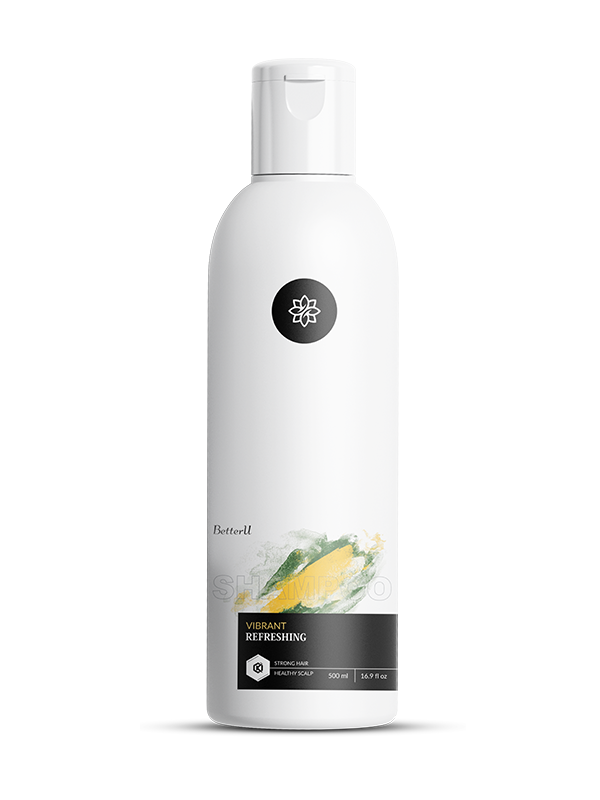 BetterU
SHAMPOO
VIBRANT
REFRESHING
STRONG HAIR
HEALTHY SCALP
500 ml | 16.9 fl oz